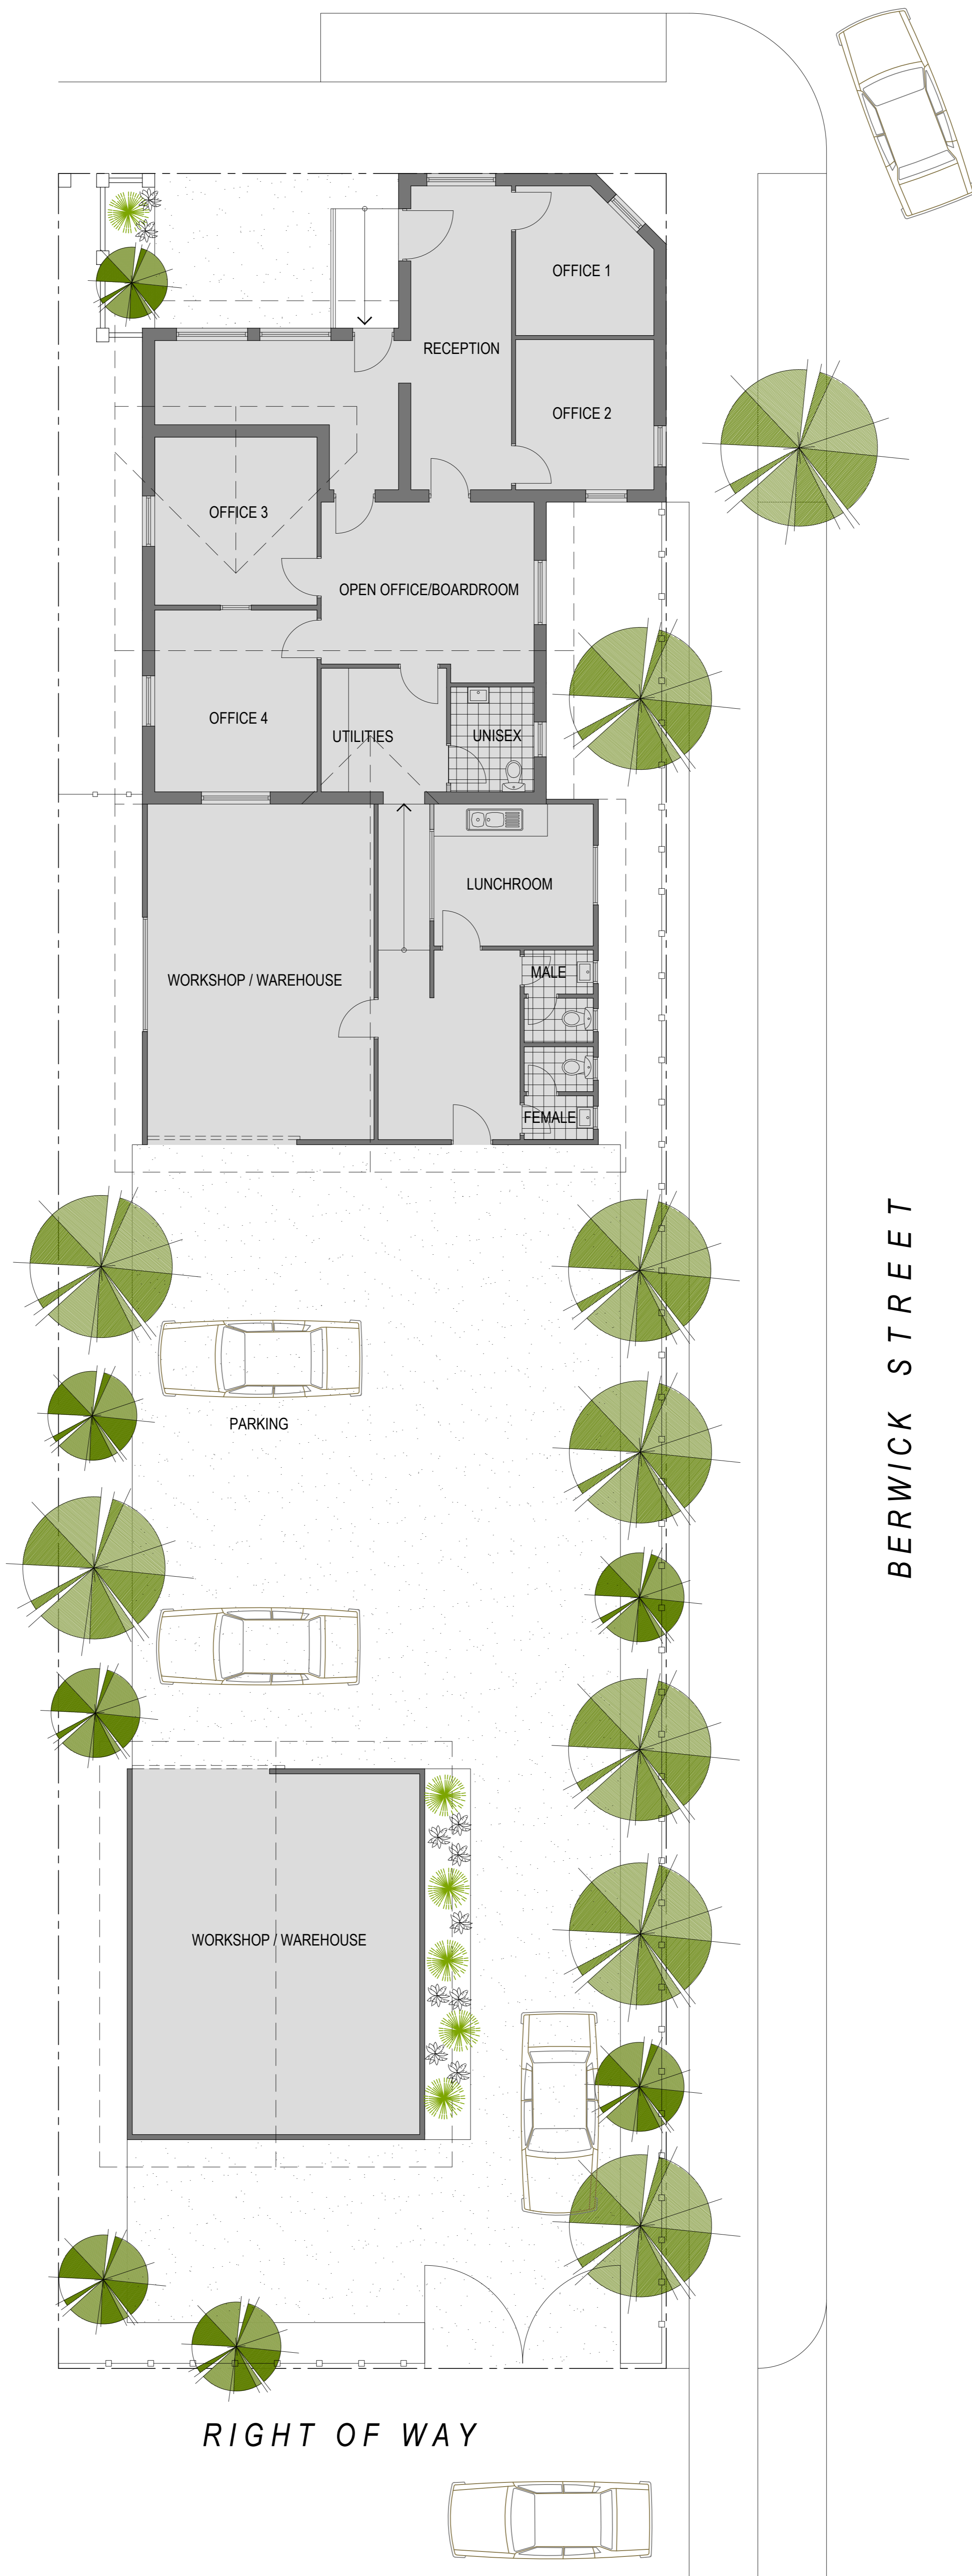 OFFICE 1
RECEPTION
OFFICE 2
OFFICE 3
OPEN OFFICE/BOARDROOM
OFFICE 4
UTILITIES
UNISEX
LUNCHROOM
WORKSHOP / WAREHOUSE
MALE
FEMALE
BERWICK STREET
PARKING
WORKSHOP / WAREHOUSE
RIGHT OF WAY